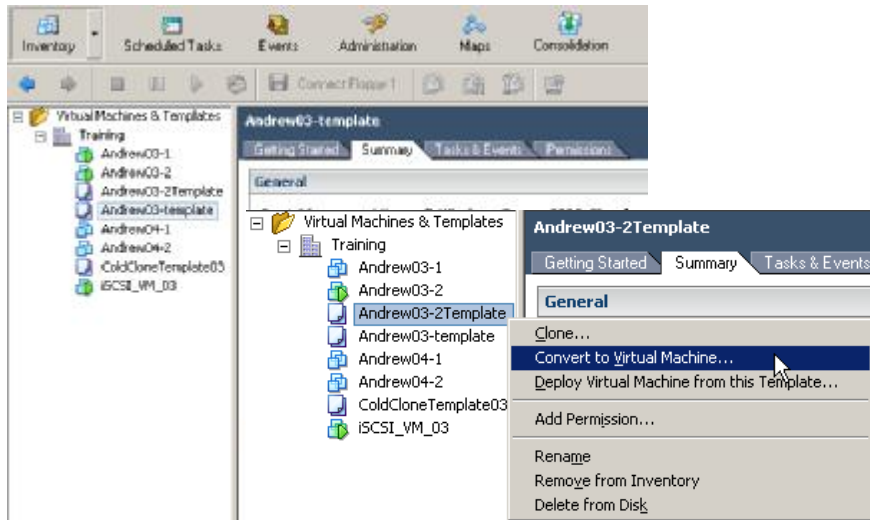 Inventory Scheduled Tasks Events Administration Maps Consolidation
Connect Floppy 1
Virtual Machines & Templates
Training
Andrew03-1
Andrew03-2
Andrew03-2Template
Andrew03-template
Andrew04-1
Andrew04-2
ColdCloneTemplate03
iSCSI_VM_03
Andrew03-template
Getting Started Summary Tasks & Events Permissions
General
Virtual Machines & Templates
Training
Andrew03-1
Andrew03-2
Andrew03-2Template
Andrew03-template
Andrew04-1
Andrew04-2
ColdCloneTemplate03
iSCSI_VM_03
Andrew03-2Template
Getting Started Summary Tasks & Events
General
Clone...
Convert to Virtual Machine...
Deploy Virtual Machine from this Template...
Add Permission...
Rename
Remove from Inventory
Delete from Disk